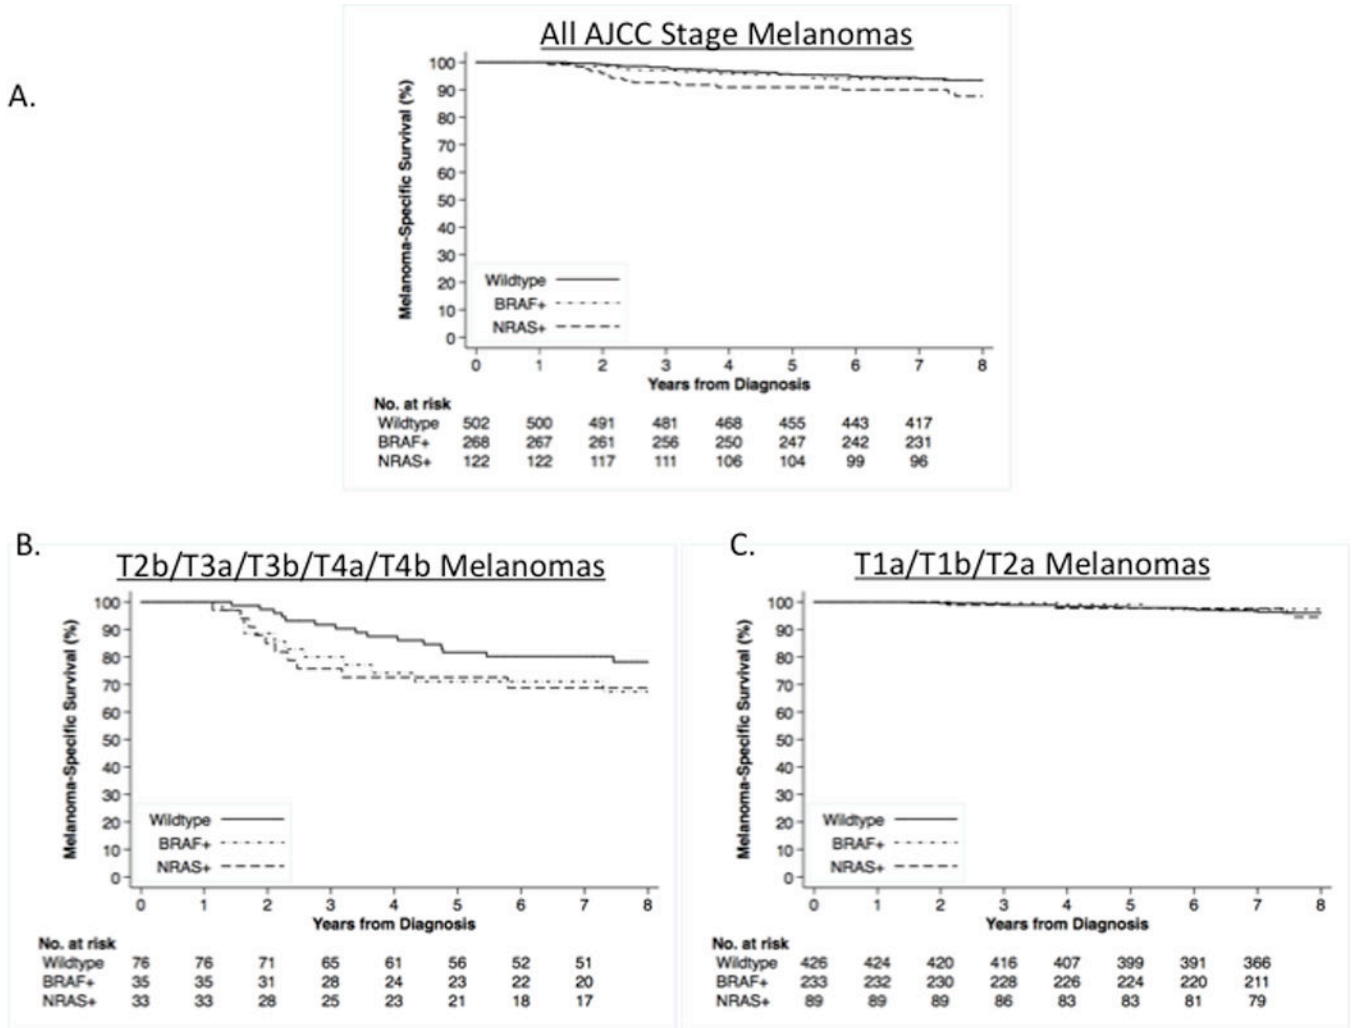 A.
All AJCC Stage Melanomas
Melanoma-Specific Survival (%)
100
90
80
70
60
50
40
30
20
10
0
Wildtype
BRAF+
NRAS+
0 1 2 3 4 5 6 7 8
Years from Diagnosis
No. at risk
Wildtype 502 500 491 481 468 455 443 417
BRAF+ 268 267 261 256 250 247 242 231
NRAS+ 122 122 117 111 106 104 99 96
B.
T2b/T3a/T3b/T4a/T4b Melanomas
Melanoma-Specific Survival (%)
100
90
80
70
60
50
40
30
20
10
0
Wildtype
BRAF+
NRAS+
0 1 2 3 4 5 6 7 8
Years from Diagnosis
No. at risk
Wildtype 76 76 71 65 61 56 52 51
BRAF+ 35 35 31 28 24 23 22 20
NRAS+ 33 33 28 25 23 21 18 17
C.
T1a/T1b/T2a Melanomas
Melanoma-Specific Survival (%)
100
90
80
70
60
50
40
30
20
10
0
Wildtype
BRAF+
NRAS+
0 1 2 3 4 5 6 7 8
Years from Diagnosis
No. at risk
Wildtype 426 424 420 416 407 399 391 366
BRAF+ 233 232 230 228 226 224 220 211
NRAS+ 89 89 89 86 83 83 81 79